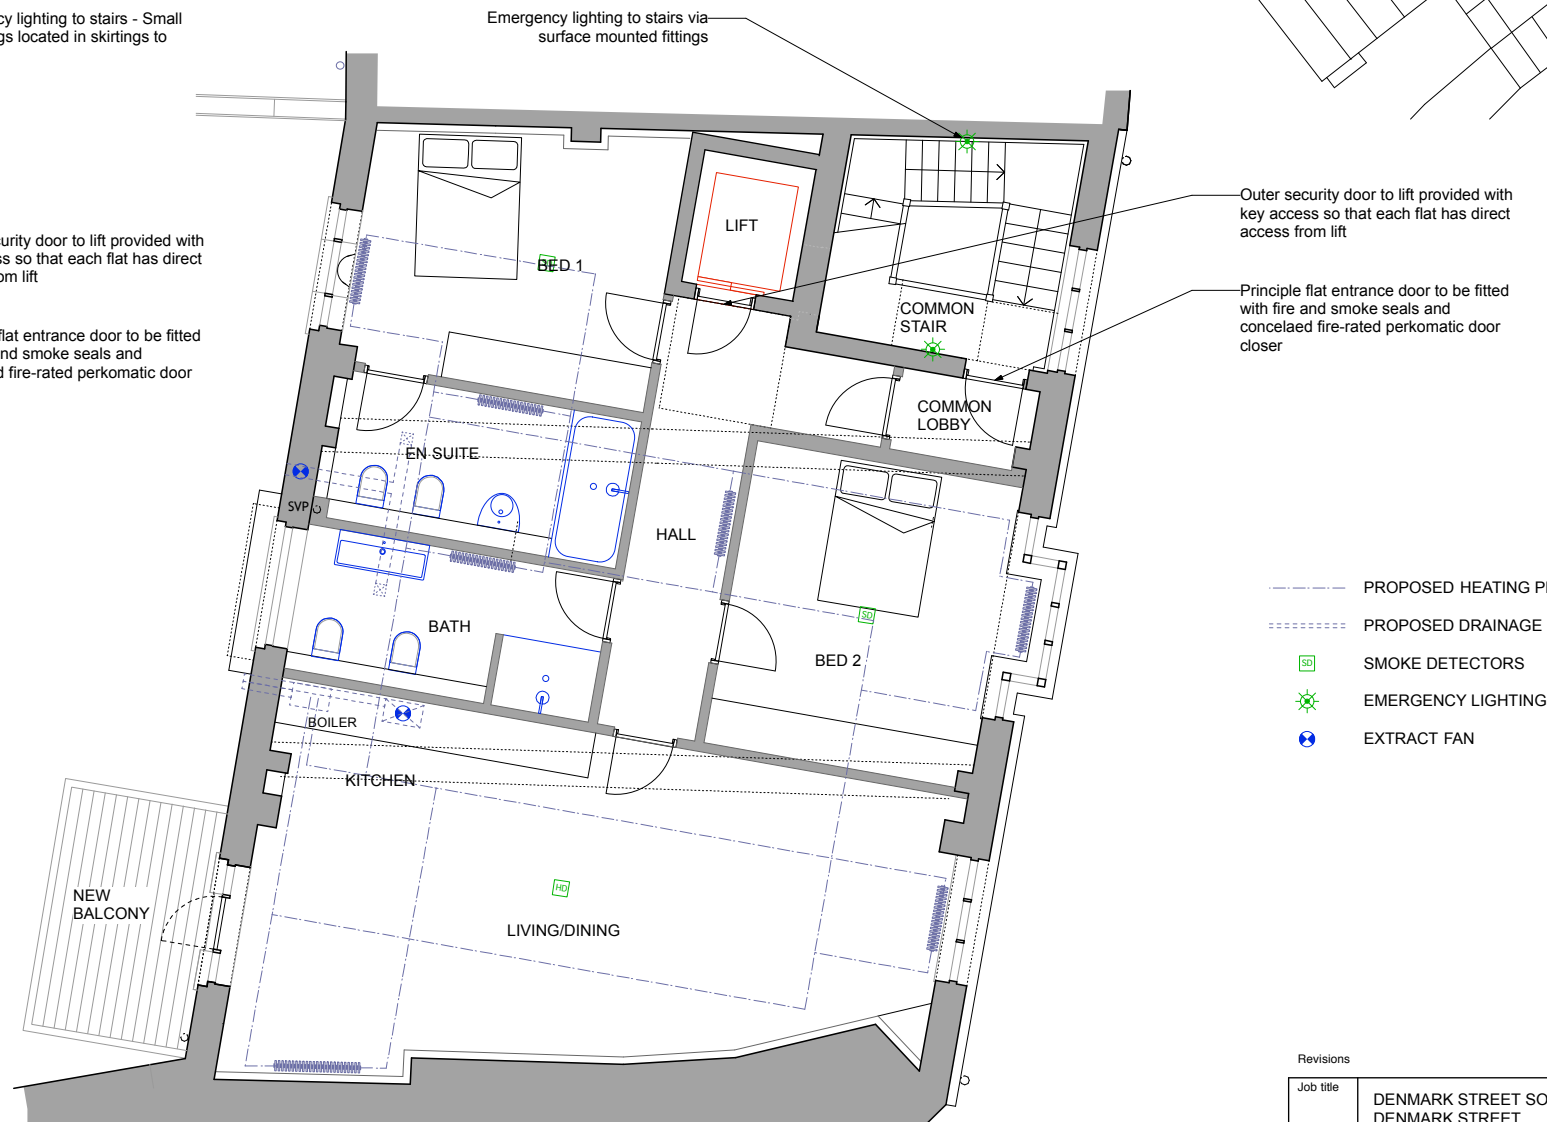 cy lighting to stairs - Small
gs located in skirtings to
Emergency lighting to stairs via
surface mounted fittings
Outer security door to lift provided with
key access so that each flat has direct
access from lift
urity door to lift provided with
ss so that each flat has direct
om lift
Principle flat entrance door to be fitted
with fire and smoke seals and
concelaed fire-rated perkomatic door
closer
flat entrance door to be fitted
nd smoke seals and
d fire-rated perkomatic door
LIFT
BED 1
COMMON
STAIR
COMMON
LOBBY
EN SUITE
SVP
HALL
BATH
BED 2
SD
BOILER
KITCHEN
NEW
BALCONY
HD
LIVING/DINING
PROPOSED HEATING PI
PROPOSED DRAINAGE
SD
SMOKE DETECTORS
EMERGENCY LIGHTING
EXTRACT FAN
Revisions
Job title
DENMARK STREET SO
DENMARK STREET